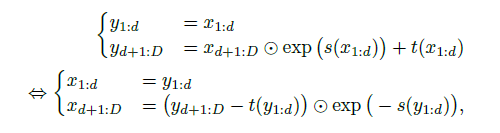 y_{1:d} = x_{1:d}
y_{d+1:D} = x_{d+1:D} ⊙ exp(s(x_{1:d})) + t(x_{1:d})
⇔ x_{1:d} = y_{1:d}
x_{d+1:D} = (y_{d+1:D} − t(y_{1:d})) ⊙ exp(− s(y_{1:d})),